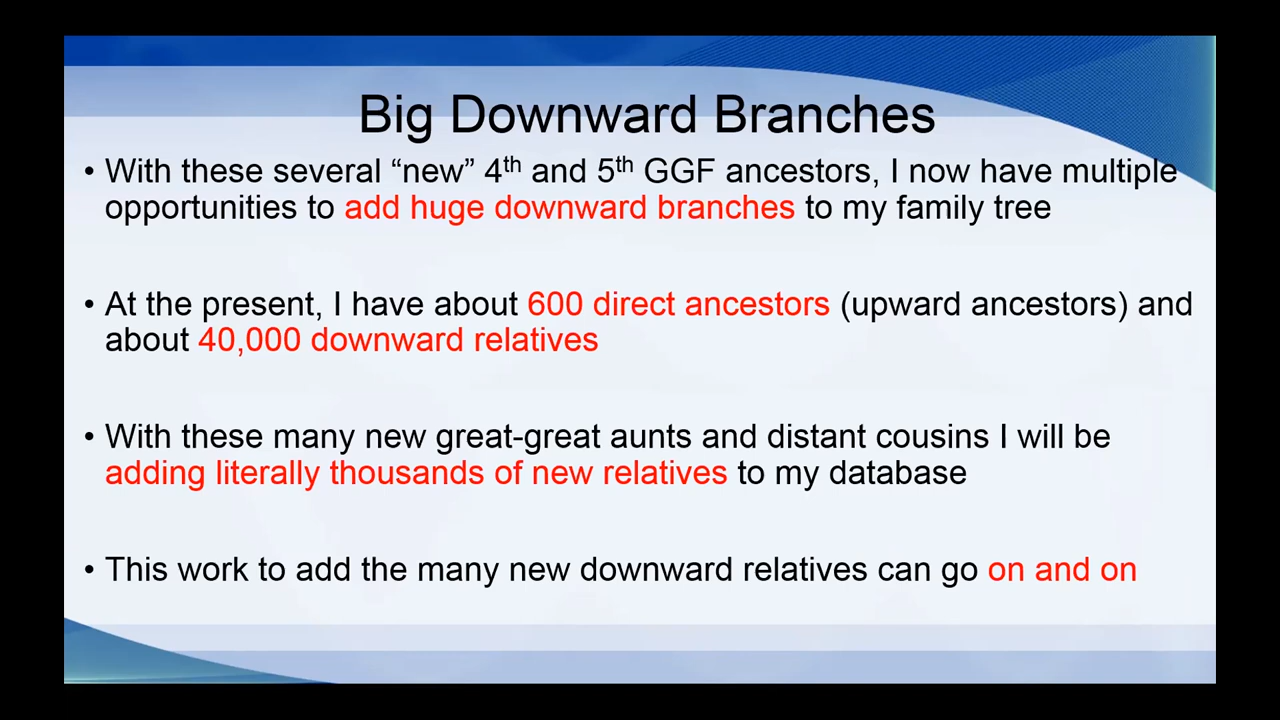 Big Downward Branches
• With these several “new” 4th and 5th GGF ancestors, I now have multiple
opportunities to add huge downward branches to my family tree
• At the present, I have about 600 direct ancestors (upward ancestors) and
about 40,000 downward relatives
• With these many new great-great aunts and distant cousins I will be
adding literally thousands of new relatives to my database
• This work to add the many new downward relatives can go on and on